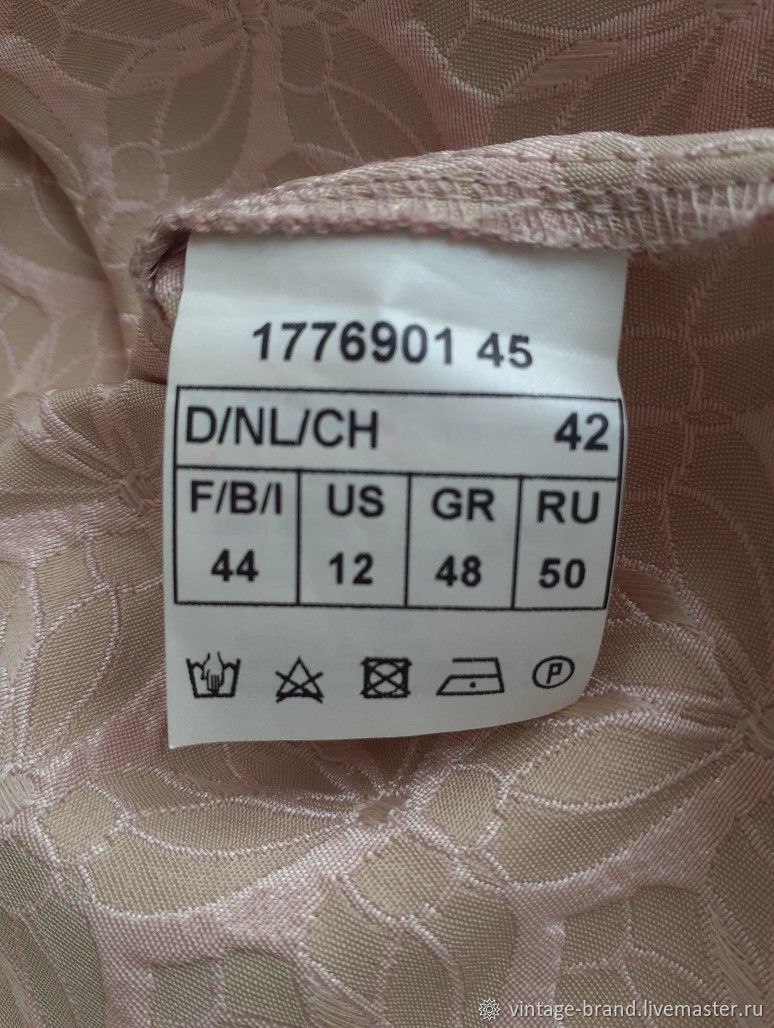 1776901 45
D/NL/CH 42
F/B/I US GR RU
44 12 48 50
P
vintage-brand.livemaster.ru